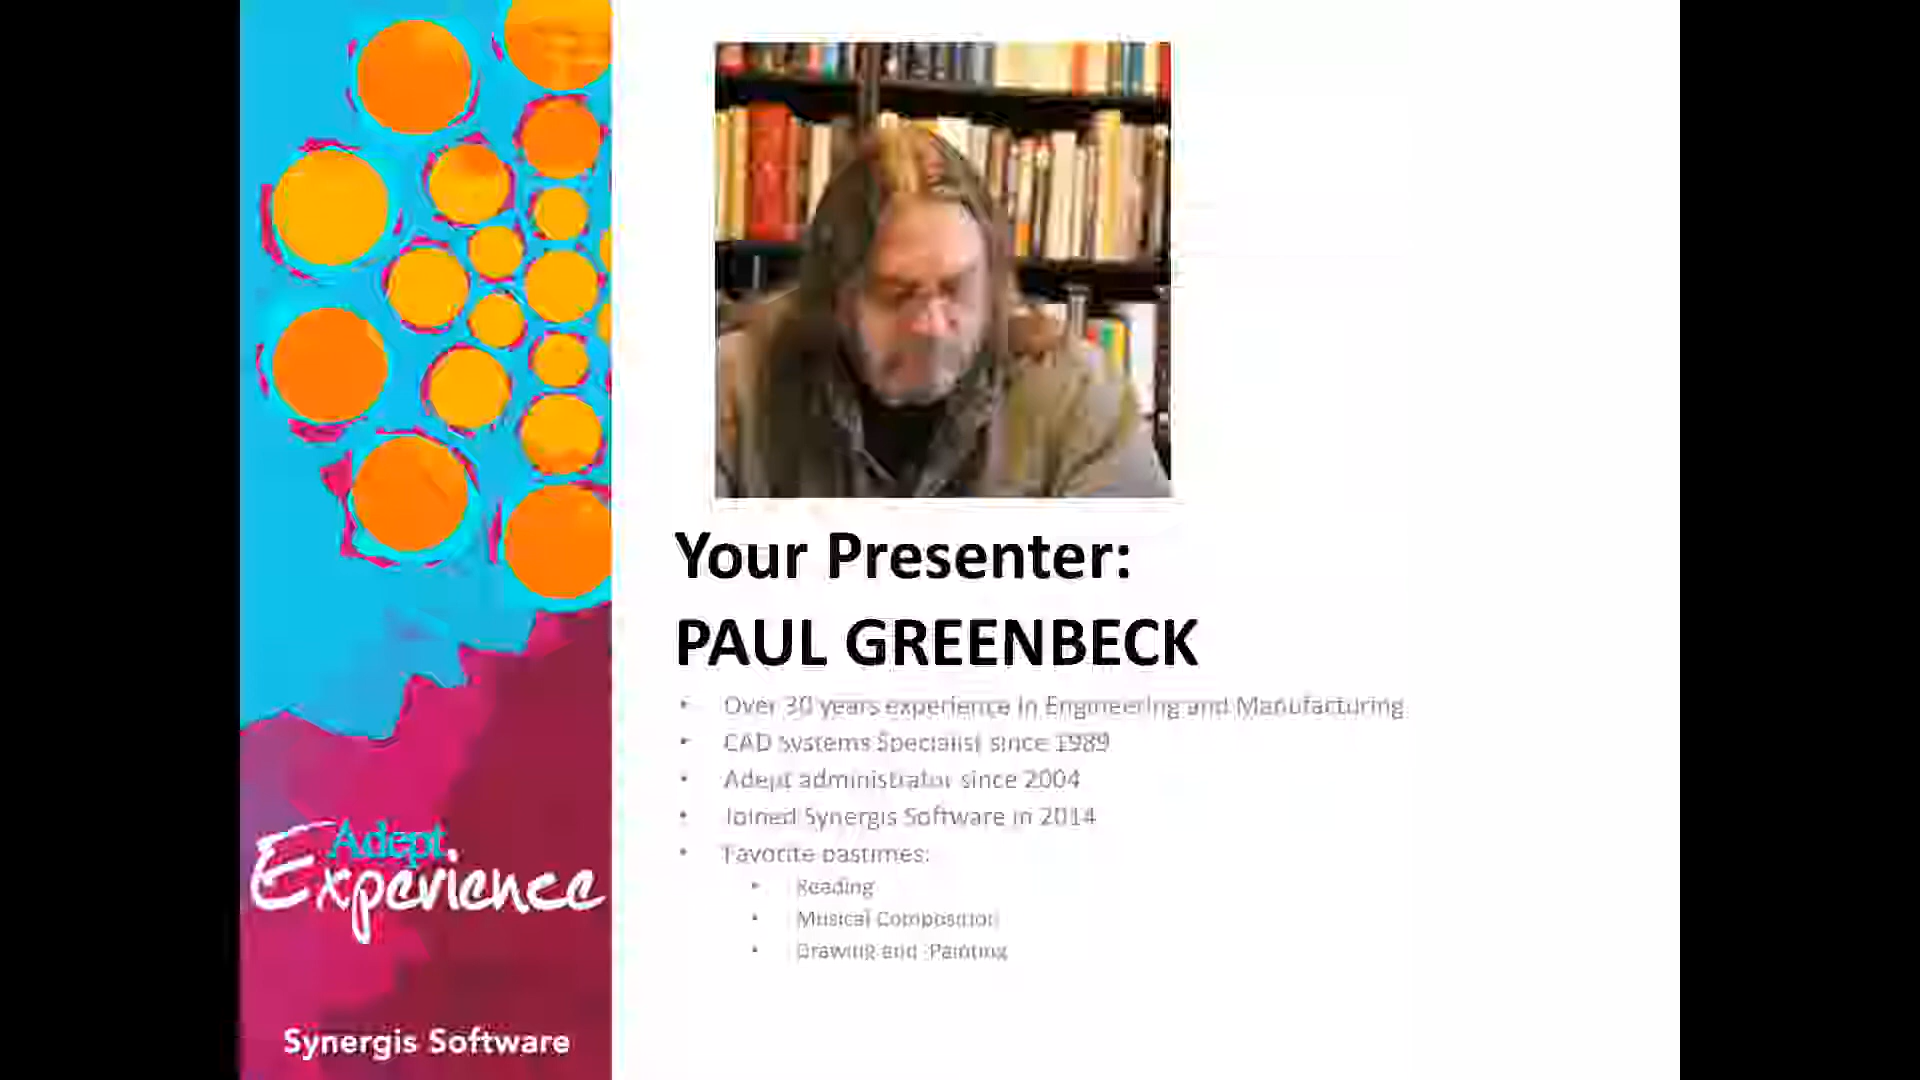 Your Presenter:
PAUL GREENBECK
• Over 30 years experience in Engineering and Manufacturing
• CAD Systems Specialist since 1989
• Adept administrator since 2004
• Joined Synergis Software in 2014
• Favorite pastimes:
• Reading
• Musical Composition
• Drawing and Painting
Adept
Experience
Synergis Software